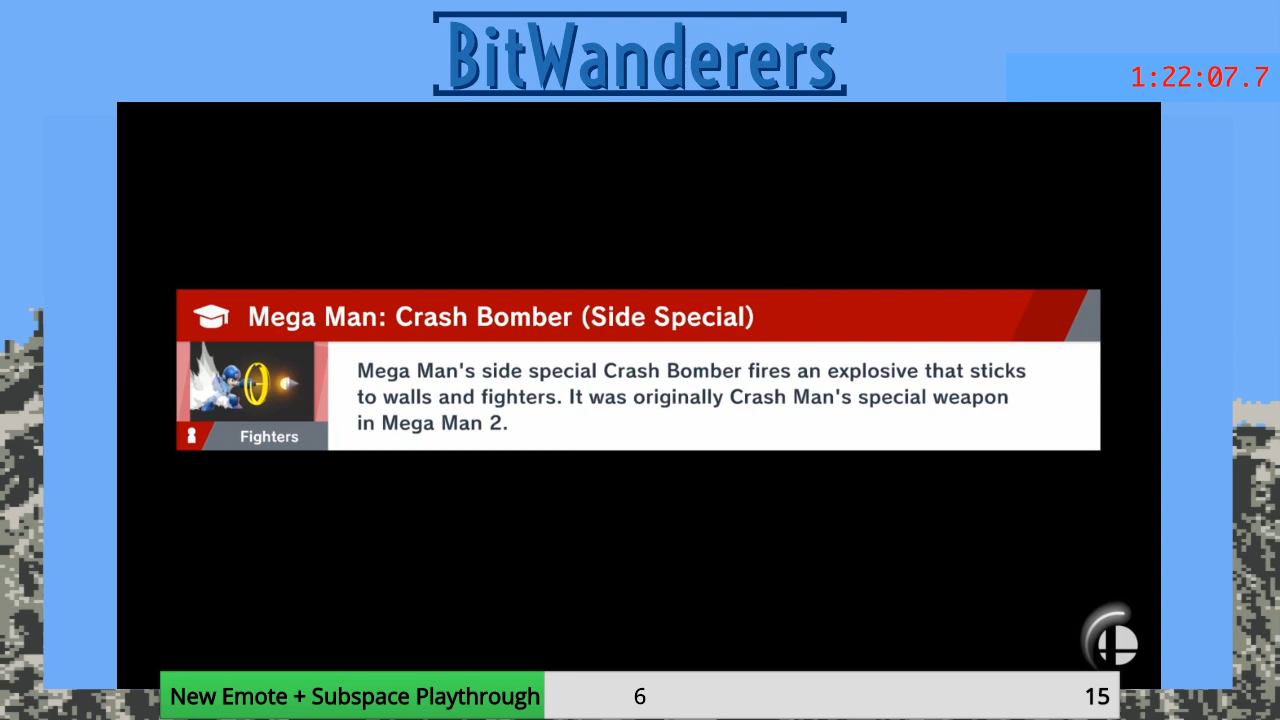 BitWanderers
1:22:07.7
Mega Man: Crash Bomber (Side Special)
Mega Man's side special Crash Bomber fires an explosive that sticks
to walls and fighters. It was originally Crash Man's special weapon
in Mega Man 2.
Fighters
New Emote + Subspace Playthrough 6 15